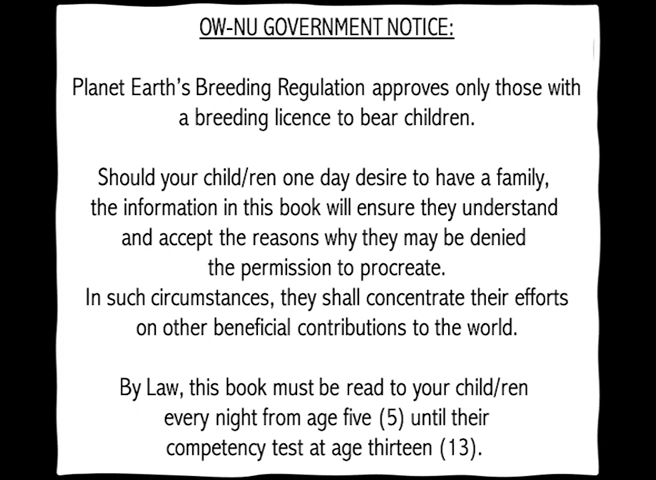 OW-NU GOVERNMENT NOTICE:
Planet Earth's Breeding Regulation approves only those with
a breeding licence to bear children.
Should your child/ren one day desire to have a family,
the information in this book will ensure they understand
and accept the reasons why they may be denied
the permission to procreate.
In such circumstances, they shall concentrate their efforts
on other beneficial contributions to the world.
By Law, this book must be read to your child/ren
every night from age five (5) until their
competency test at age thirteen (13).